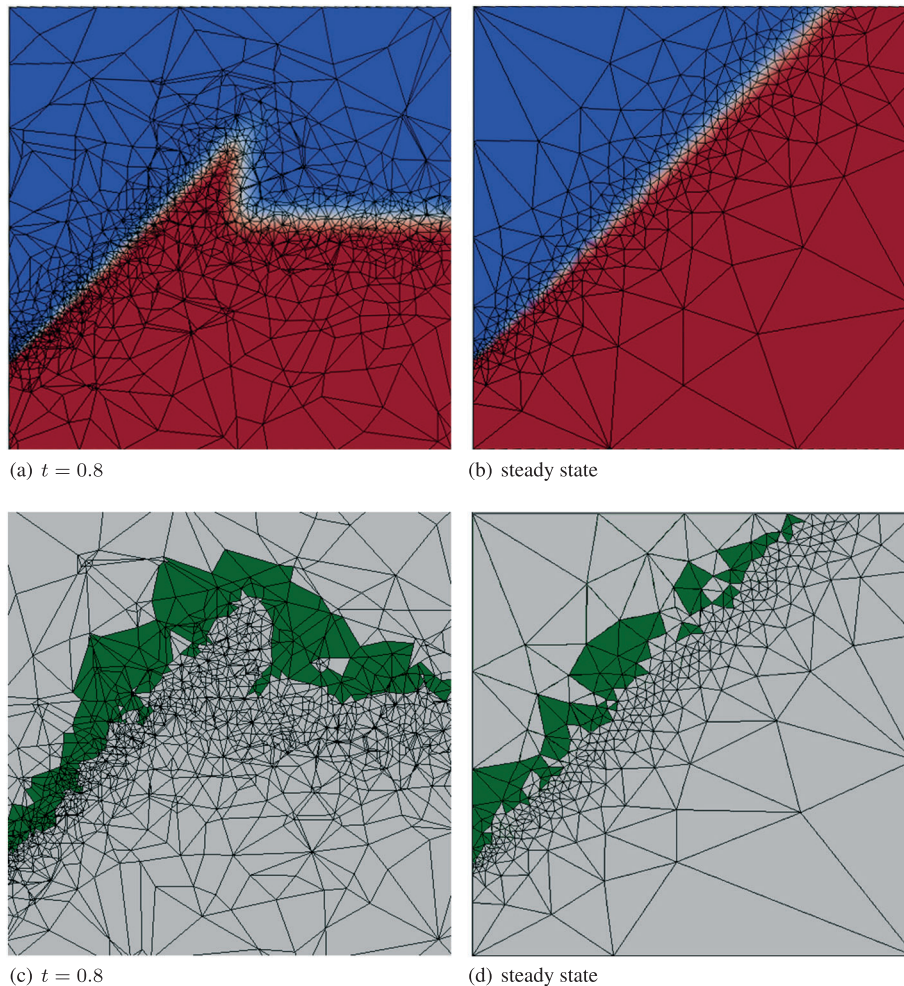 (a) t = 0.8
(b) steady state
(c) t = 0.8
(d) steady state